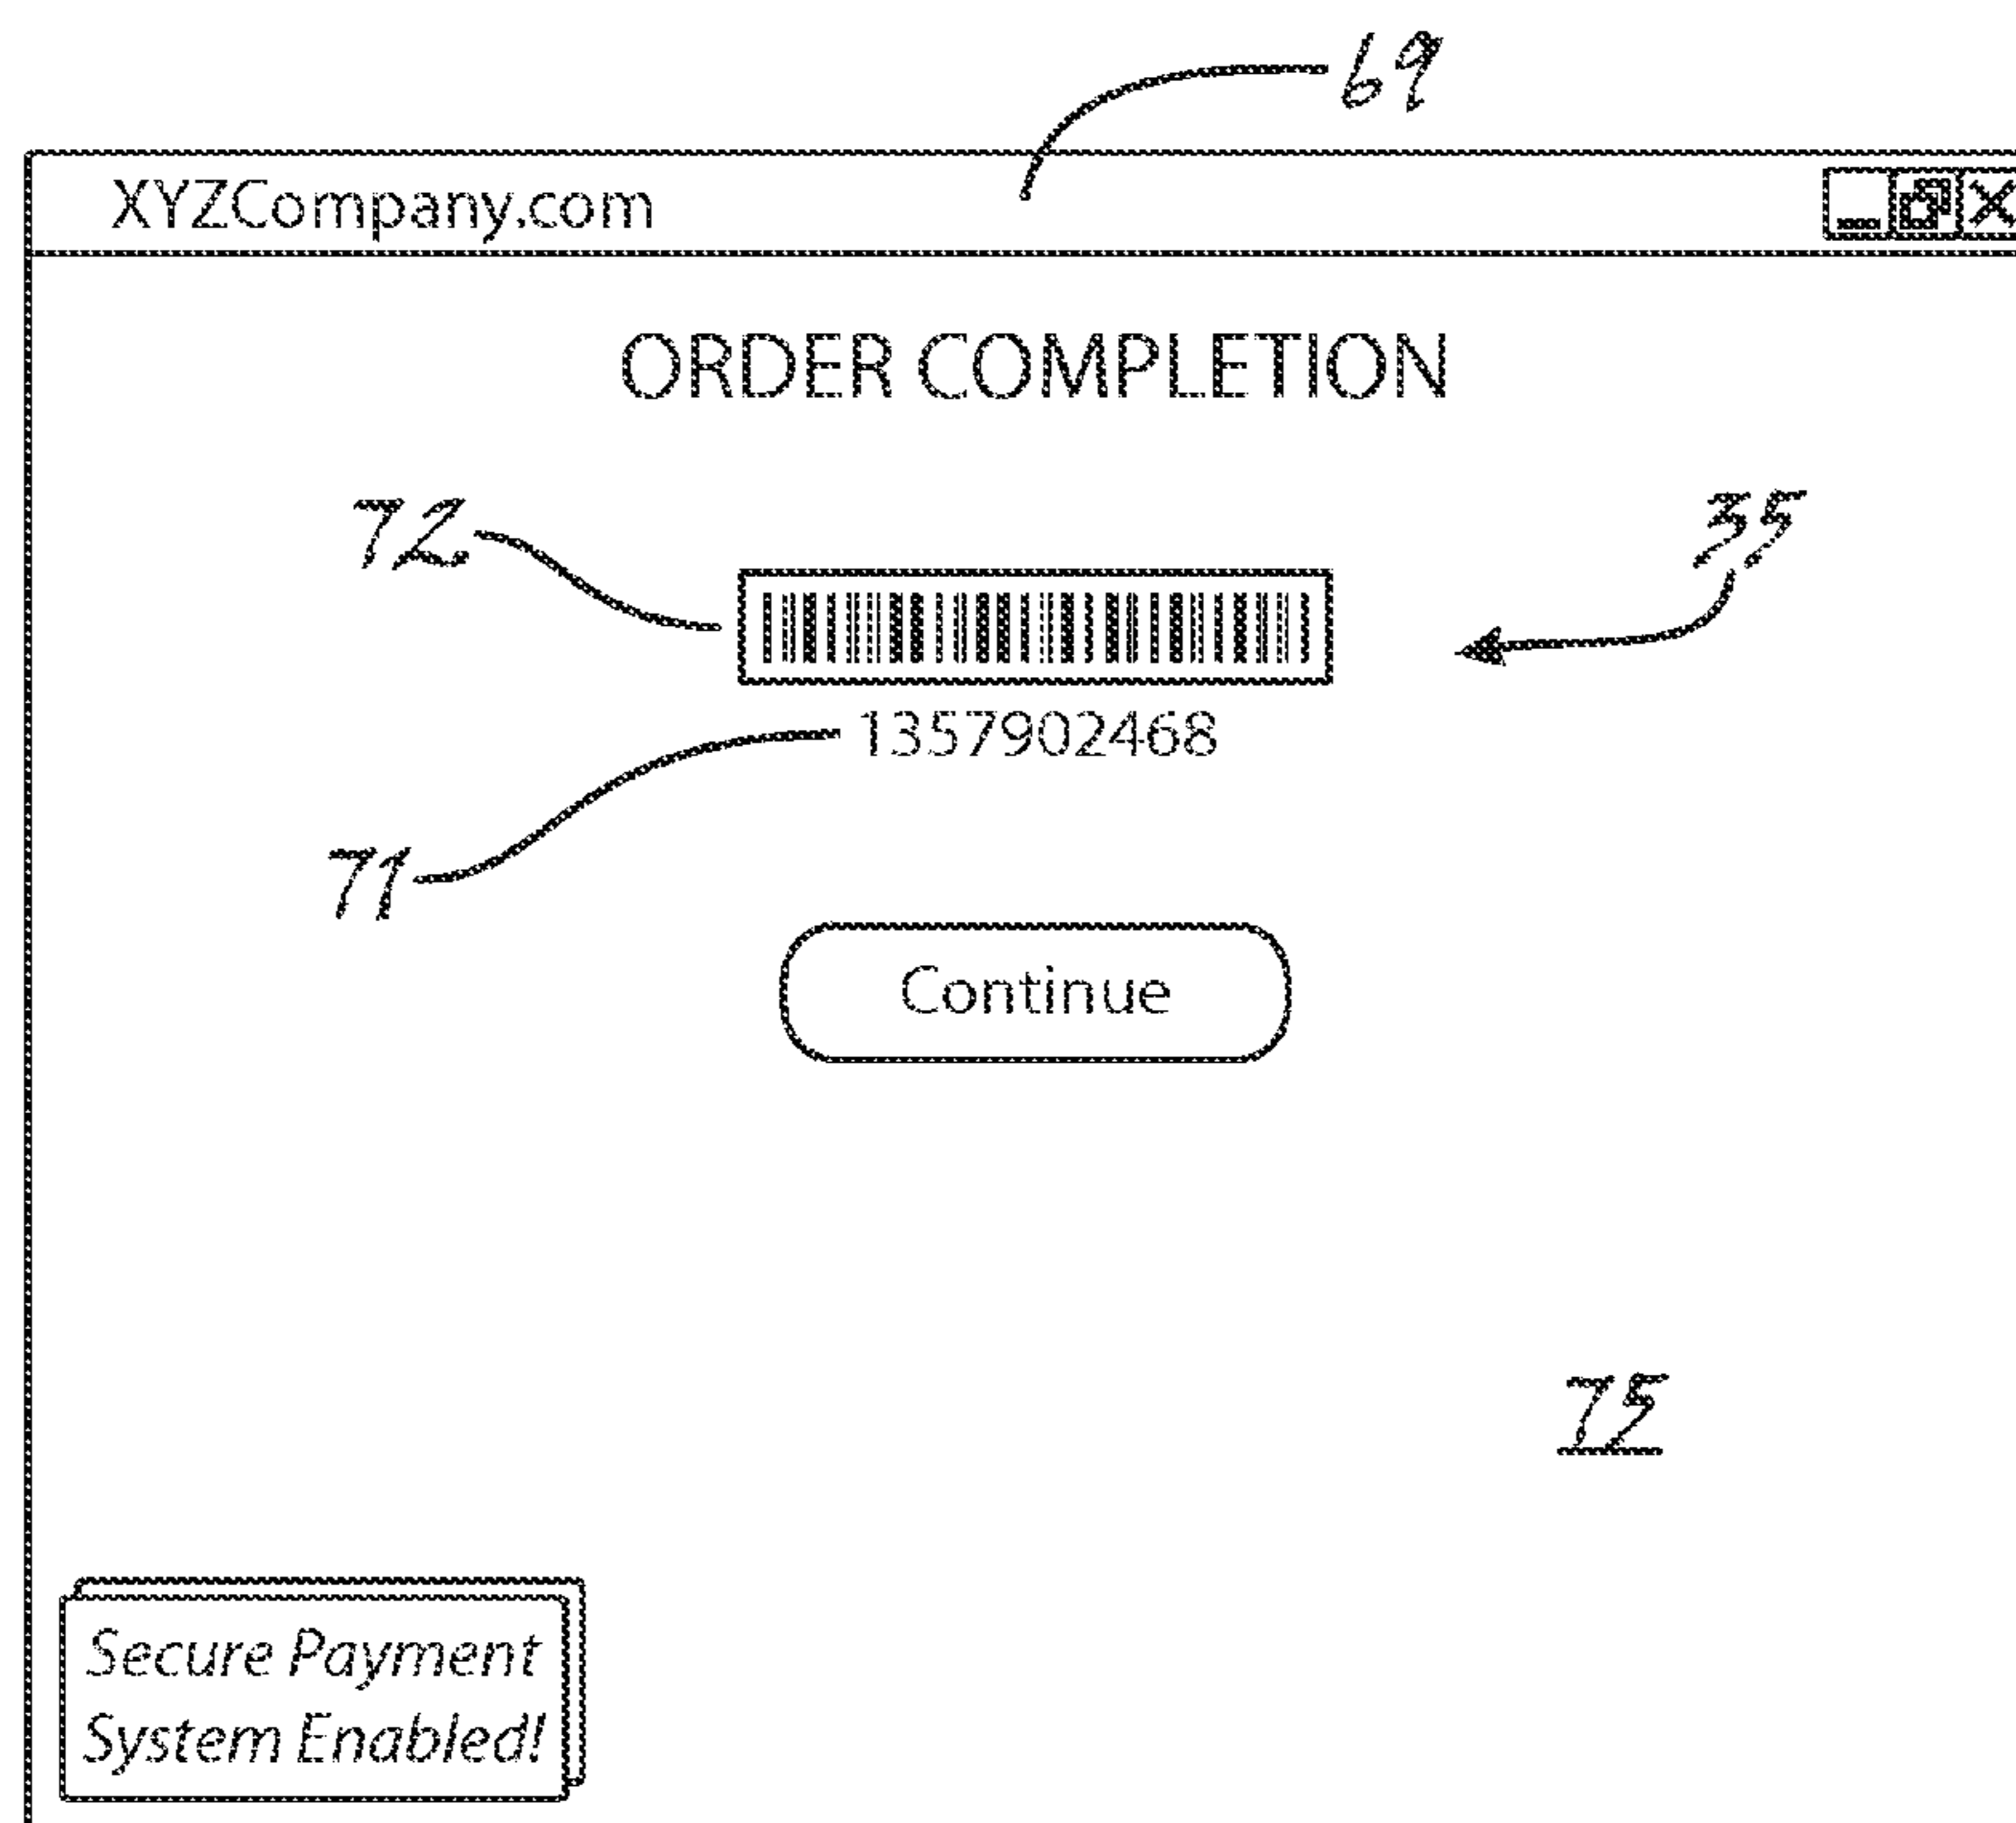 69
XYZCompany.com
ORDER COMPLETION
72
35
1357902468
71
Continue
75
Secure Payment
System Enabled!